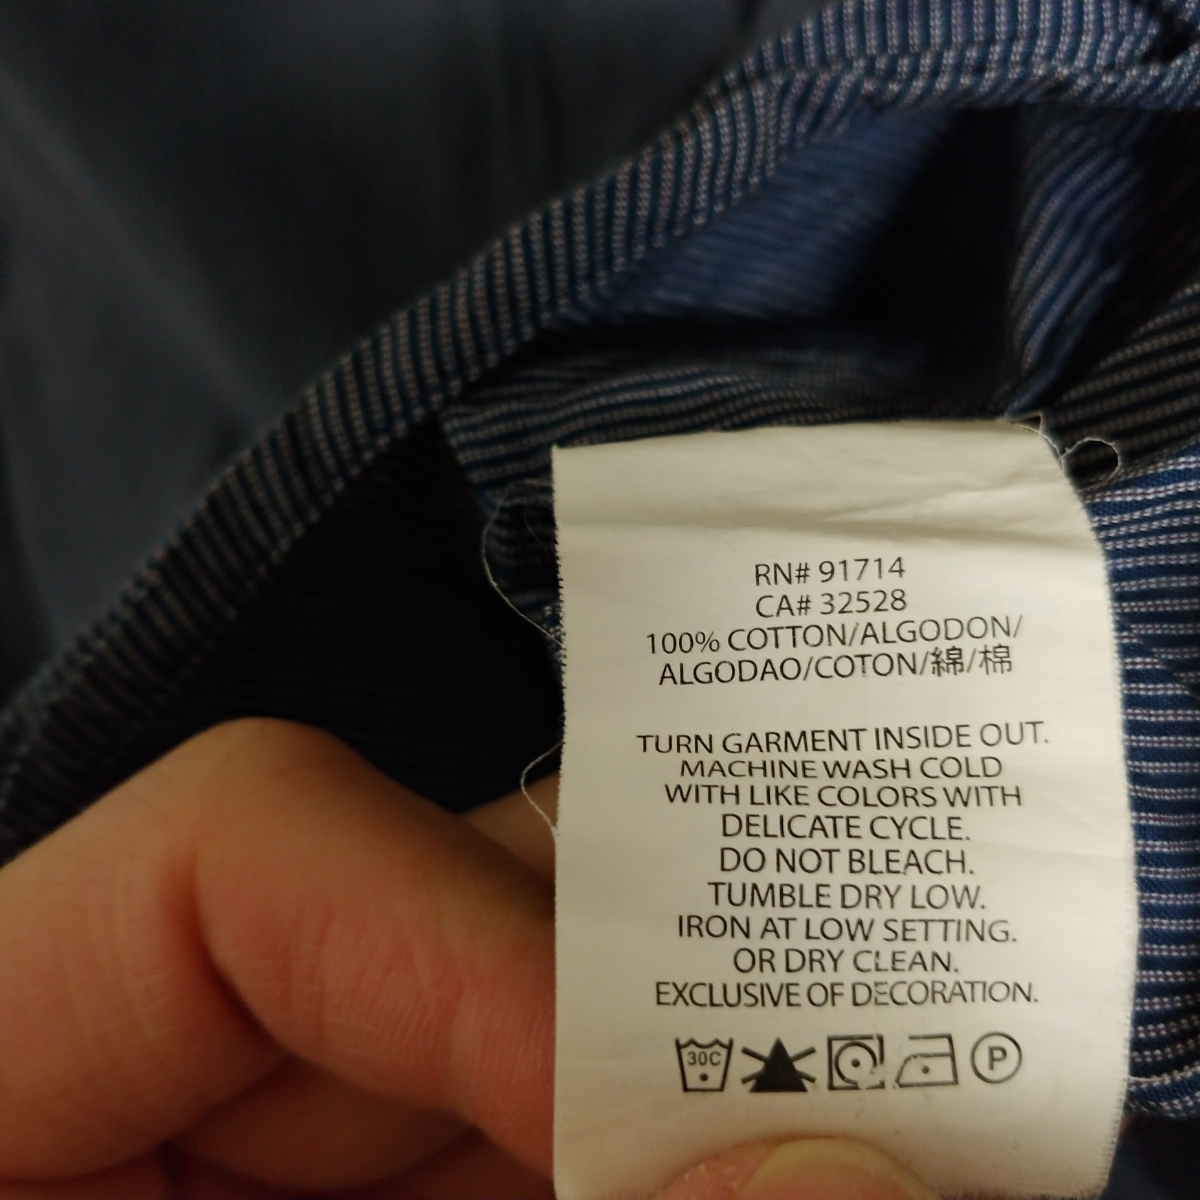 RN# 91714
CA# 32528
100% COTTON/ALGODON/
ALGODAO/COTON/綿/棉
TURN GARMENT INSIDE OUT.
MACHINE WASH COLD
WITH LIKE COLORS WITH
DELICATE CYCLE.
DO NOT BLEACH.
TUMBLE DRY LOW.
IRON AT LOW SETTING.
OR DRY CLEAN.
EXCLUSIVE OF DECORATION.
30C P